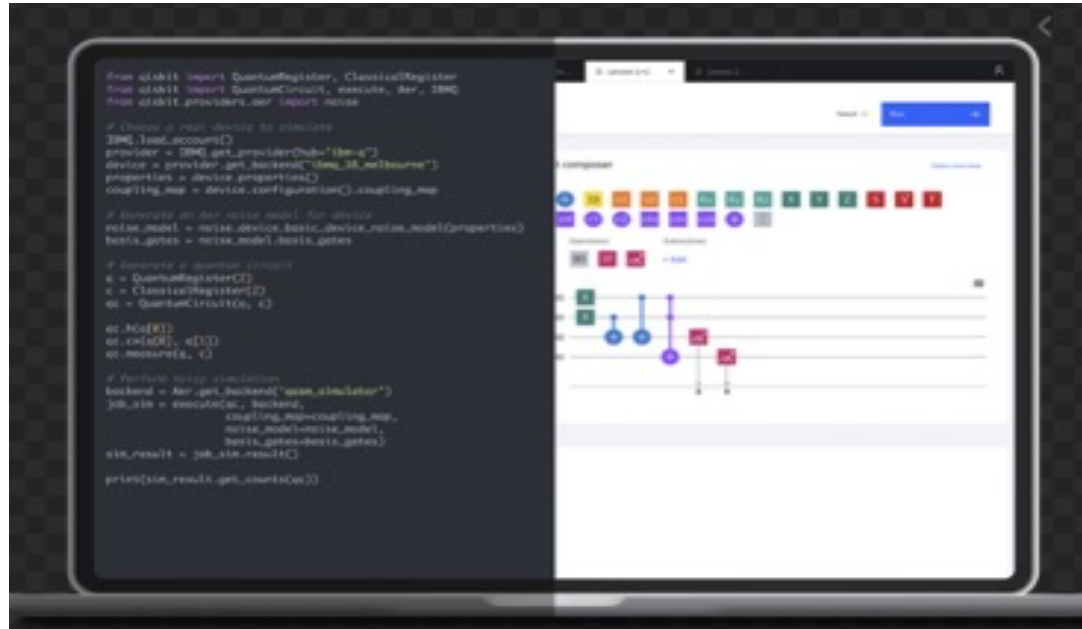 from qiskit import QuantumRegister, ClassicalRegister
from qiskit import QuantumCircuit, execute, Aer, IBMQ
from qiskit.providers.aer import noise
# Choose a real device to simulate
IBMQ.load_account()
provider = IBMQ.get_provider(hub="ibm-q")
device = provider.get_backend("ibmq_16_melbourne")
properties = device.properties()
coupling_map = device.configuration().coupling_map
# Generate an Aer noise model for device
noise_model = noise.device.basic_device_noise_model(properties)
basis_gates = noise_model.basis_gates
# Generate a quantum circuit
q = QuantumRegister(2)
c = ClassicalRegister(2)
qc = QuantumCircuit(q, c)
qc.h(q[0])
qc.cx(q[0], q[1])
qc.measure(q, c)
# Perform noisy simulation
backend = Aer.get_backend("qasm_simulator")
job_sim = execute(qc, backend,
coupling_map=coupling_map,
noise_model=noise_model,
basis_gates=basis_gates)
sim_result = job_sim.result()
print(sim_result.get_counts(qc))
Run
composer
Operations
Subroutines
+ Add
X Y Z S T